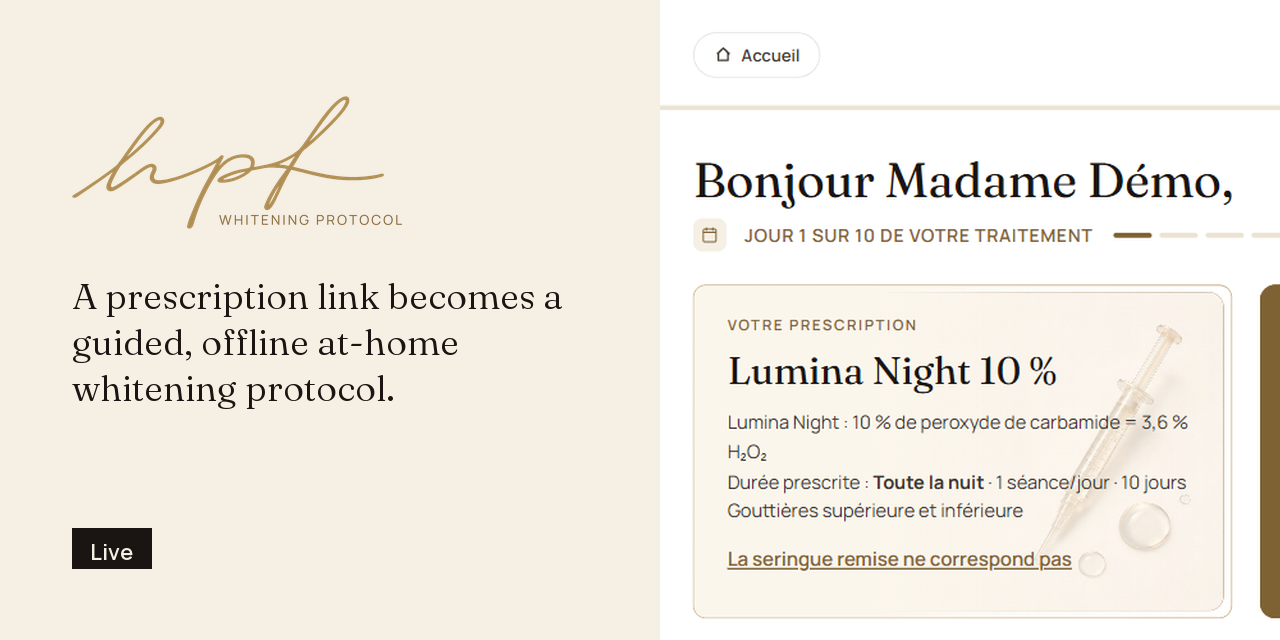 hpf
WHITENING PROTOCOL
A prescription link becomes a
guided, offline at-home
whitening protocol.
Live
Accueil
Bonjour Madame Démo,
JOUR 1 SUR 10 DE VOTRE TRAITEMENT
VOTRE PRESCRIPTION
Lumina Night 10 %
Lumina Night : 10 % de peroxyde de carbamide = 3,6 %
H₂O₂
Durée prescrite : Toute la nuit · 1 séance/jour · 10 jours
Gouttières supérieure et inférieure
La seringue remise ne correspond pas